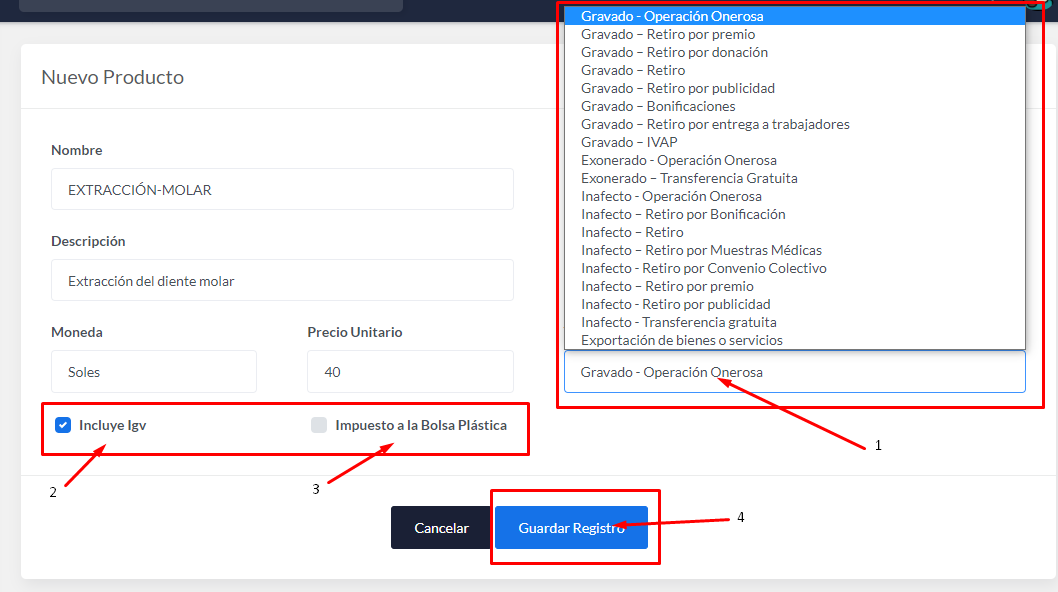 Nuevo Producto
Nombre
EXTRACCIÓN-MOLAR
Descripción
Extracción del diente molar
Moneda
Precio Unitario
Soles
40
Incluye Igv
Impuesto a la Bolsa Plástica
Gravado - Operación Onerosa
Gravado – Retiro por premio
Gravado – Retiro por donación
Gravado – Retiro
Gravado – Retiro por publicidad
Gravado – Bonificaciones
Gravado – Retiro por entrega a trabajadores
Gravado – IVAP
Exonerado - Operación Onerosa
Exonerado – Transferencia Gratuita
Inafecto - Operación Onerosa
Inafecto – Retiro por Bonificación
Inafecto – Retiro
Inafecto – Retiro por Muestras Médicas
Inafecto - Retiro por Convenio Colectivo
Inafecto – Retiro por premio
Inafecto - Retiro por publicidad
Inafecto - Transferencia gratuita
Exportación de bienes o servicios
Gravado - Operación Onerosa
1
2
3
Cancelar
Guardar Registro
4